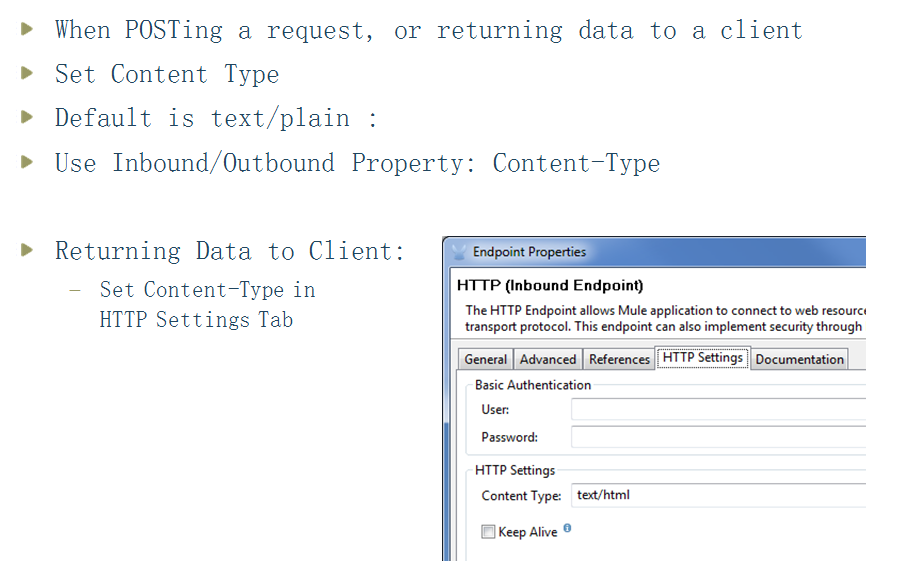 When POSTing a request, or returning data to a client
Set Content Type
Default is text/plain :
Use Inbound/Outbound Property: Content-Type
Returning Data to Client:
– Set Content-Type in
HTTP Settings Tab
Endpoint Properties
HTTP (Inbound Endpoint)
The HTTP Endpoint allows Mule application to connect to web resource
transport protocol. This endpoint can also implement security through
General Advanced References HTTP Settings Documentation
Basic Authentication
User:
Password:
HTTP Settings
Content Type: text/html
Keep Alive